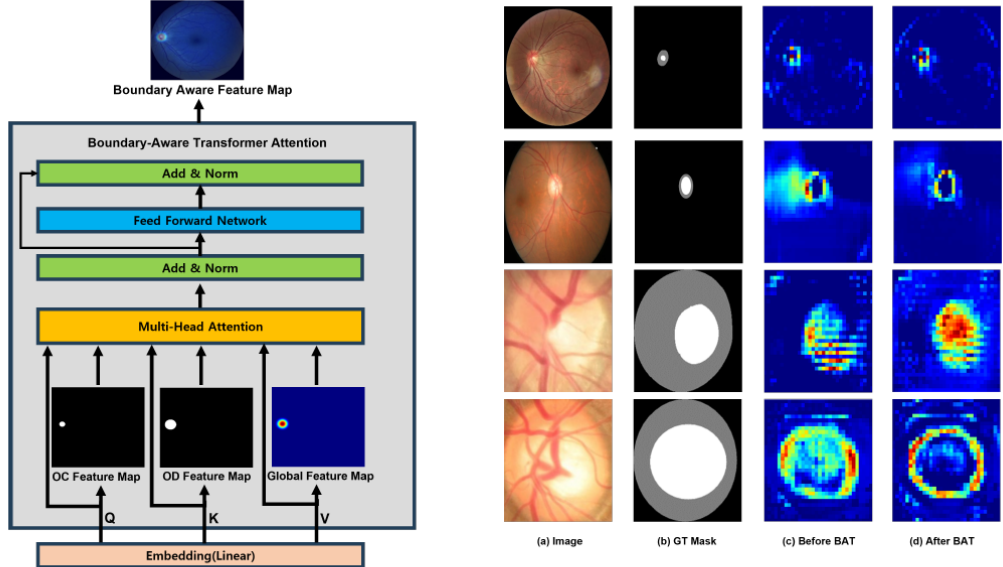 Boundary Aware Feature Map
Boundary-Aware Transformer Attention
Add & Norm
Feed Forward Network
Add & Norm
Multi-Head Attention
OC Feature Map
OD Feature Map
Global Feature Map
Q
K
V
Embedding(Linear)
(a) Image
(b) GT Mask
(c) Before BAT
(d) After BAT